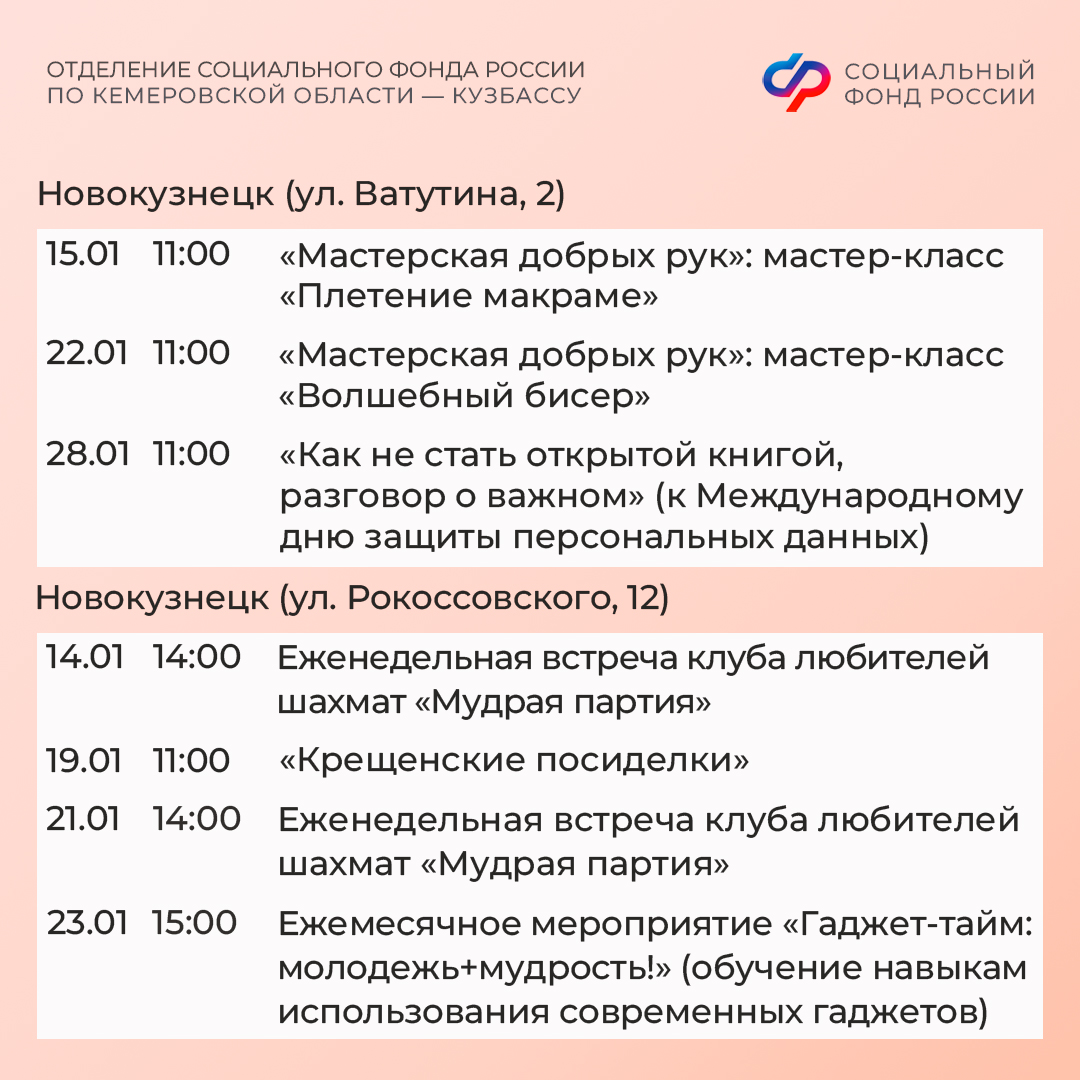 ОТДЕЛЕНИЕ СОЦИАЛЬНОГО ФОНДА РОССИИ
ПО КЕМЕРОВСКОЙ ОБЛАСТИ — КУЗБАССУ
СОЦИАЛЬНЫЙ
ФОНД РОССИИ
Новокузнецк (ул. Ватутина, 2)
15.01 11:00 «Мастерская добрых рук»: мастер-класс
«Плетение макраме»
22.01 11:00 «Мастерская добрых рук»: мастер-класс
«Волшебный бисер»
28.01 11:00 «Как не стать открытой книгой,
разговор о важном» (к Международному
дню защиты персональных данных)
Новокузнецк (ул. Рокоссовского, 12)
14.01 14:00 Еженедельная встреча клуба любителей
шахмат «Мудрая партия»
19.01 11:00 «Крещенские посиделки»
21.01 14:00 Еженедельная встреча клуба любителей
шахмат «Мудрая партия»
23.01 15:00 Ежемесячное мероприятие «Гаджет-тайм:
молодежь+мудрость!» (обучение навыкам
использования современных гаджетов)